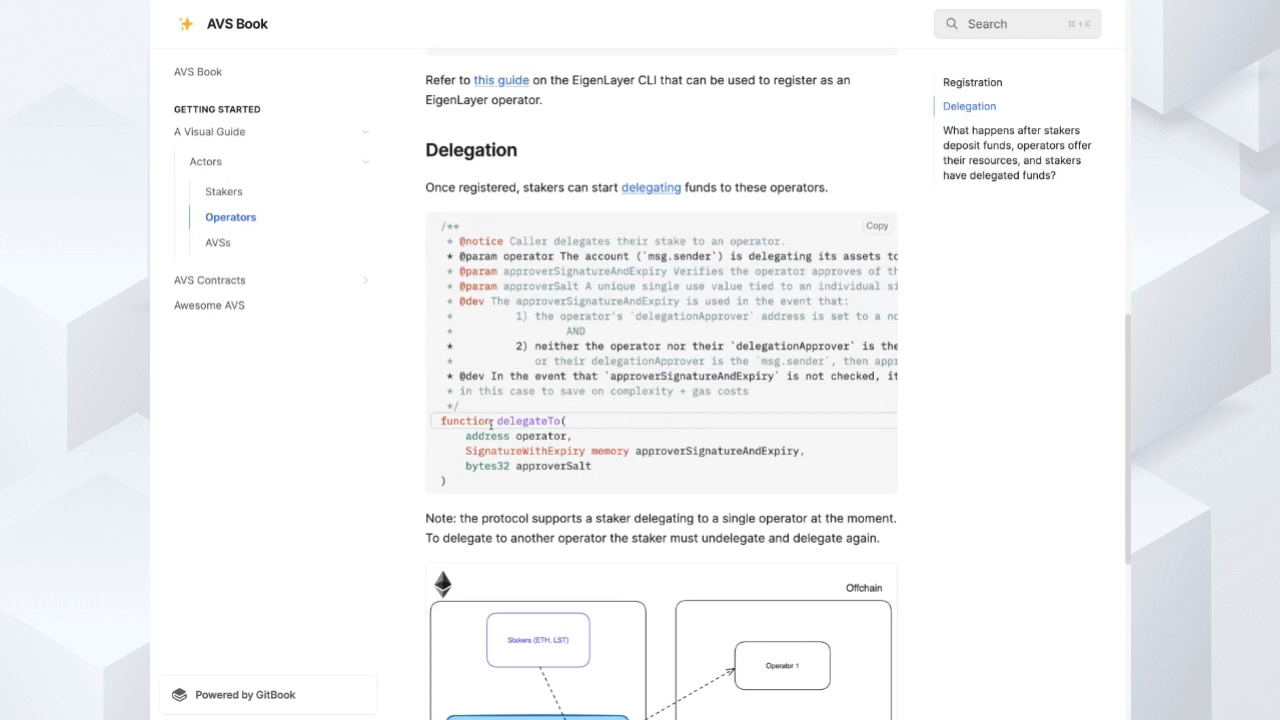 AVS Book
Search
⌘ + K
AVS Book
GETTING STARTED
A Visual Guide
Actors
Stakers
Operators
AVSs
AVS Contracts
Awesome AVS
Powered by GitBook
Refer to this guide on the EigenLayer CLI that can be used to register as an
EigenLayer operator.
Delegation
Once registered, stakers can start delegating funds to these operators.
Copy
/**
* @notice Caller delegates their stake to an operator.
* @param operator The account (`msg.sender`) is delegating its assets to
* @param approverSignatureAndExpiry Verifies the operator approves of th
* @param approverSalt A unique single use value tied to an individual si
* @dev The approverSignatureAndExpiry is used in the event that:
* 1) the operator's `delegationApprover` address is set to a no
* AND
* 2) neither the operator nor their `delegationApprover` is the
* or their delegationApprover is the `msg.sender`, then appr
* @dev In the event that `approverSignatureAndExpiry` is not checked, it
* in this case to save on complexity + gas costs
*/
function delegateTo(
address operator,
SignatureWithExpiry memory approverSignatureAndExpiry,
bytes32 approverSalt
)
Note: the protocol supports a staker delegating to a single operator at the moment.
To delegate to another operator the staker must undelegate and delegate again.
Offchain
Stakers (ETH, LST)
Operator 1
Registration
Delegation
What happens after stakers
deposit funds, operators offer
their resources, and stakers
have delegated funds?